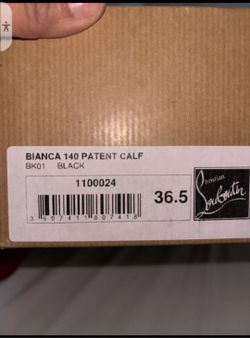 BIANCA 140 PATENT CALF
BK01 BLACK
1100024
36.5
Christian
Louboutin